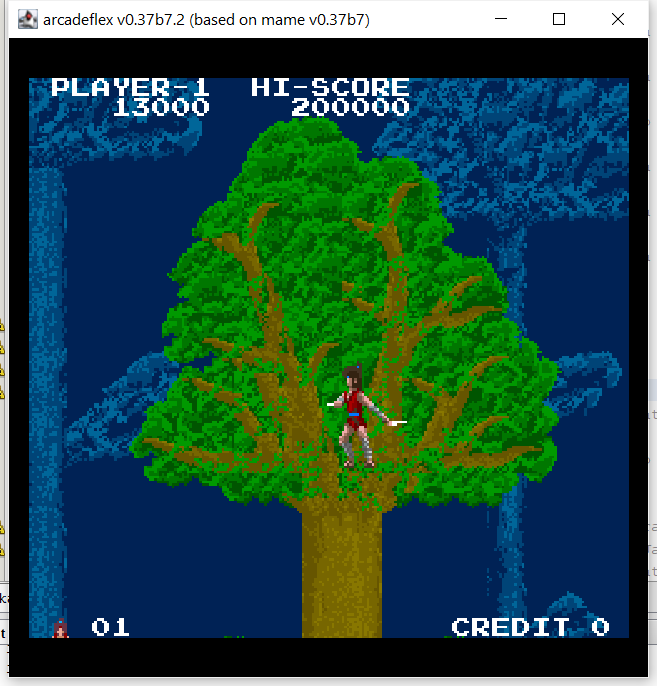 arcadeflex v0.37b7.2 (based on mame v0.37b7)
PLAYER-1 HI-SCORE
13000 200000
01 CREDIT 0